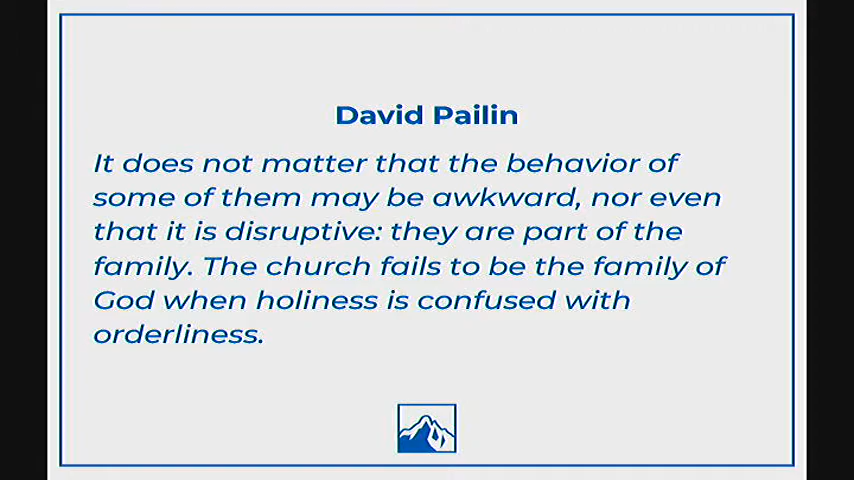 David Pailin
It does not matter that the behavior of
some of them may be awkward, nor even
that it is disruptive: they are part of the
family. The church fails to be the family of
God when holiness is confused with
orderliness.